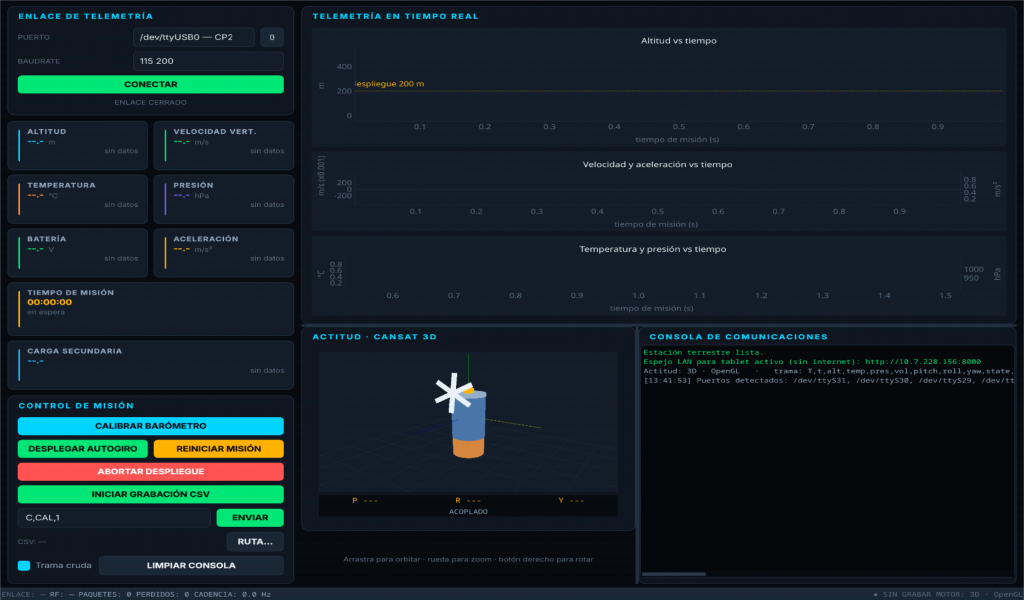 ENLACE DE TELEMETRÍA
PUERTO
/dev/ttyUSB0 — CP2
BAUDRATE
115 200
CONECTAR
ENLACE CERRADO
ALTITUD
--.- m
sin datos
VELOCIDAD VERT.
--.- m/s
sin datos
TEMPERATURA
--.- °C
sin datos
PRESIÓN
--.- hPa
sin datos
BATERÍA
--.- V
sin datos
ACELERACIÓN
--.- m/s²
sin datos
TIEMPO DE MISIÓN
00:00:00
en espera
CARGA SECUNDARIA
--.-
sin datos
CONTROL DE MISIÓN
CALIBRAR BARÓMETRO
DESPLEGAR AUTOGIRO
REINICIAR MISIÓN
ABORTAR DESPLIEGUE
INICIAR GRABACIÓN CSV
C,CAL,1
ENVIAR
CSV: —
RUTA...
Trama cruda
LIMPIAR CONSOLA
TELEMETRÍA EN TIEMPO REAL
Altitud vs tiempo
m
400
200
0
espliegue 200 m
0.1 0.2 0.3 0.4 0.5 0.6 0.7 0.8 0.9
tiempo de misión (s)
Velocidad y aceleración vs tiempo
m/s (x0.001)
200
0
-200
0.8
0.6
0.4
0.2
m/s²
0.1 0.2 0.3 0.4 0.5 0.6 0.7 0.8 0.9
tiempo de misión (s)
Temperatura y presión vs tiempo
°C
0.8
0.6
0.4
0.2
1000
950
hPa
0.6 0.7 0.8 0.9 1.0 1.1 1.2 1.3 1.4 1.5
tiempo de misión (s)
ACTITUD · CANSAT 3D
P ---
R ---
Y ---
ACOPLADO
Arrastra para orbitar · rueda para zoom · botón derecho para rotar
CONSOLA DE COMUNICACIONES
Estación terrestre lista.
Espejo LAN para tablet activo (sin internet): http://10.7.228.156:8000
Actitud: 3D · OpenGL · trama: T,t,alt,temp,pres,vol,pitch,roll,yaw,state,
[13:41:53] Puertos detectados: /dev/ttyS31, /dev/ttyS30, /dev/ttyS29, /dev/tt
ENLACE: — RF: — PAQUETES: 0 PERDIDOS: 0 CADENCIA: 0.0 Hz
SIN GRABAR MOTOR: 3D · OpenGL